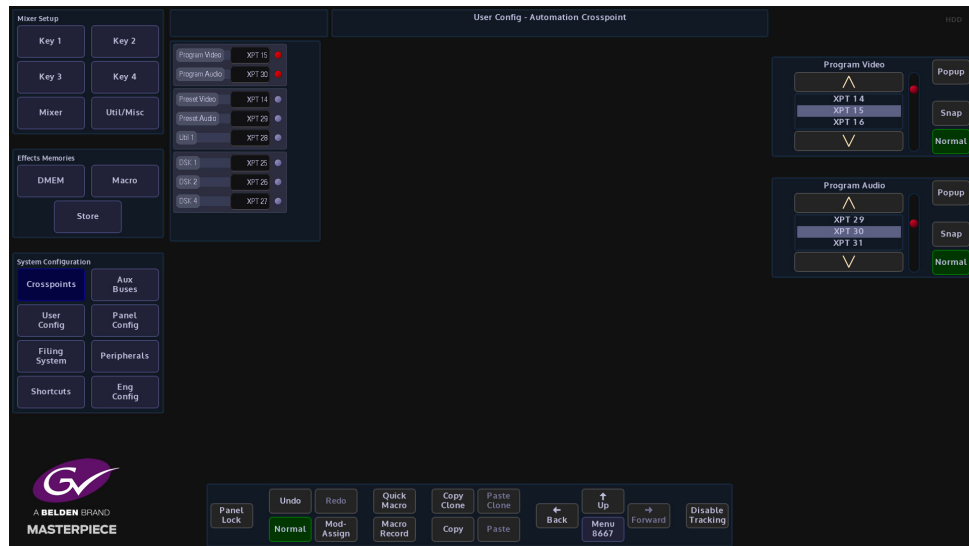 Mixer Setup
Key 1
Key 2
Key 3
Key 4
Mixer
Util/Misc
Effects Memories
DMEM
Macro
Store
System Configuration
Crosspoints
Aux
Buses
User
Config
Panel
Config
Filing
System
Peripherals
Shortcuts
Eng
Config
GV
A BELDEN BRAND
MASTERPIECE
User Config - Automation Crosspoint
HDD
Program Video XPT 15
Program Audio XPT 30
Preset Video XPT 14
Preset Audio XPT 29
Util 1 XPT 28
DSK 1 XPT 25
DSK 2 XPT 26
DSK 4 XPT 27
Program Video
XPT 14
XPT 15
XPT 16
Popup
Snap
Normal
Program Audio
XPT 29
XPT 30
XPT 31
Popup
Snap
Normal
Panel
Lock
Undo
Redo
Normal
Mod-
Assign
Quick
Macro
Macro
Record
Copy
Clone
Paste
Clone
Copy
Paste
Back
Up
Menu
8667
Forward
Disable
Tracking